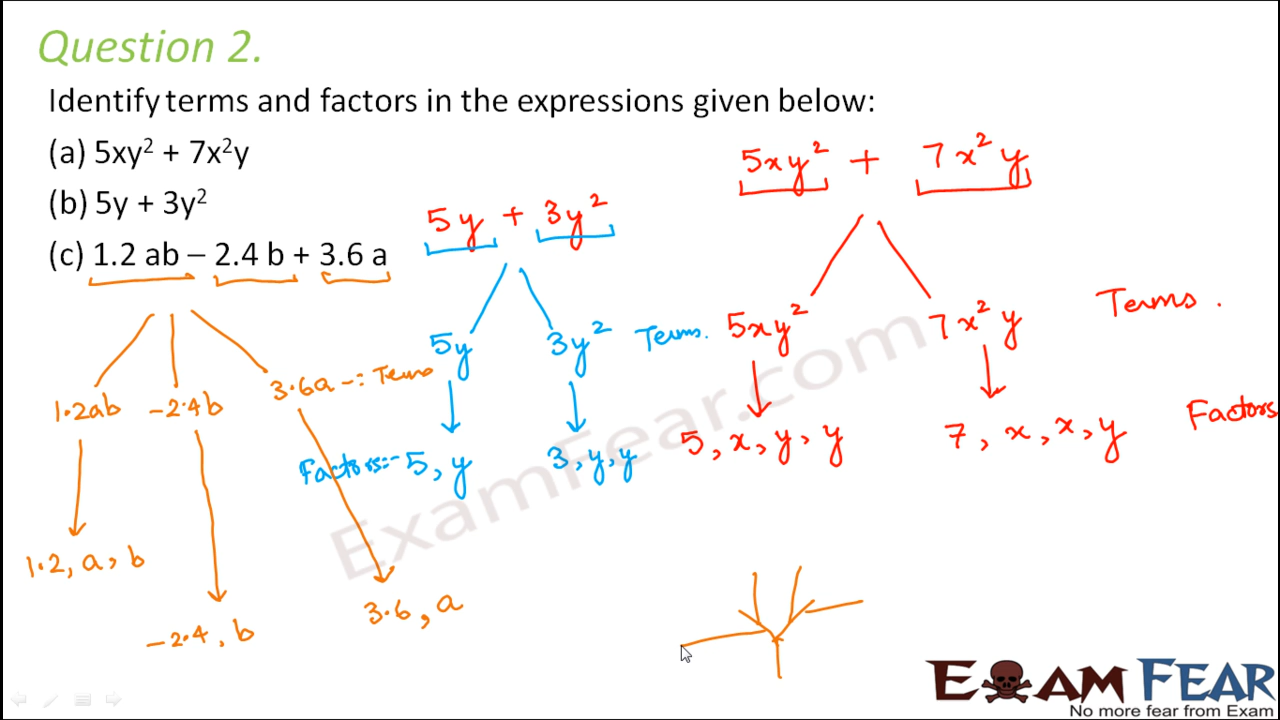 Question 2.
Identify terms and factors in the expressions given below:
(a) 5xy² + 7x²y
(b) 5y + 3y²
(c) 1.2 ab – 2.4 b + 3.6 a
5xy² + 7x²y
5xy² 7x²y Terms.
5, x, y, y 7, x, x, y Factors
5y + 3y²
5y 3y² Terms.
Factors:- 5, y 3, y, y
1.2ab -2.4b 3.6a -: Terms
1.2, a, b
-2.4, b
3.6, a
ExamFear.com
EXAM FEAR
No more fear from Exam